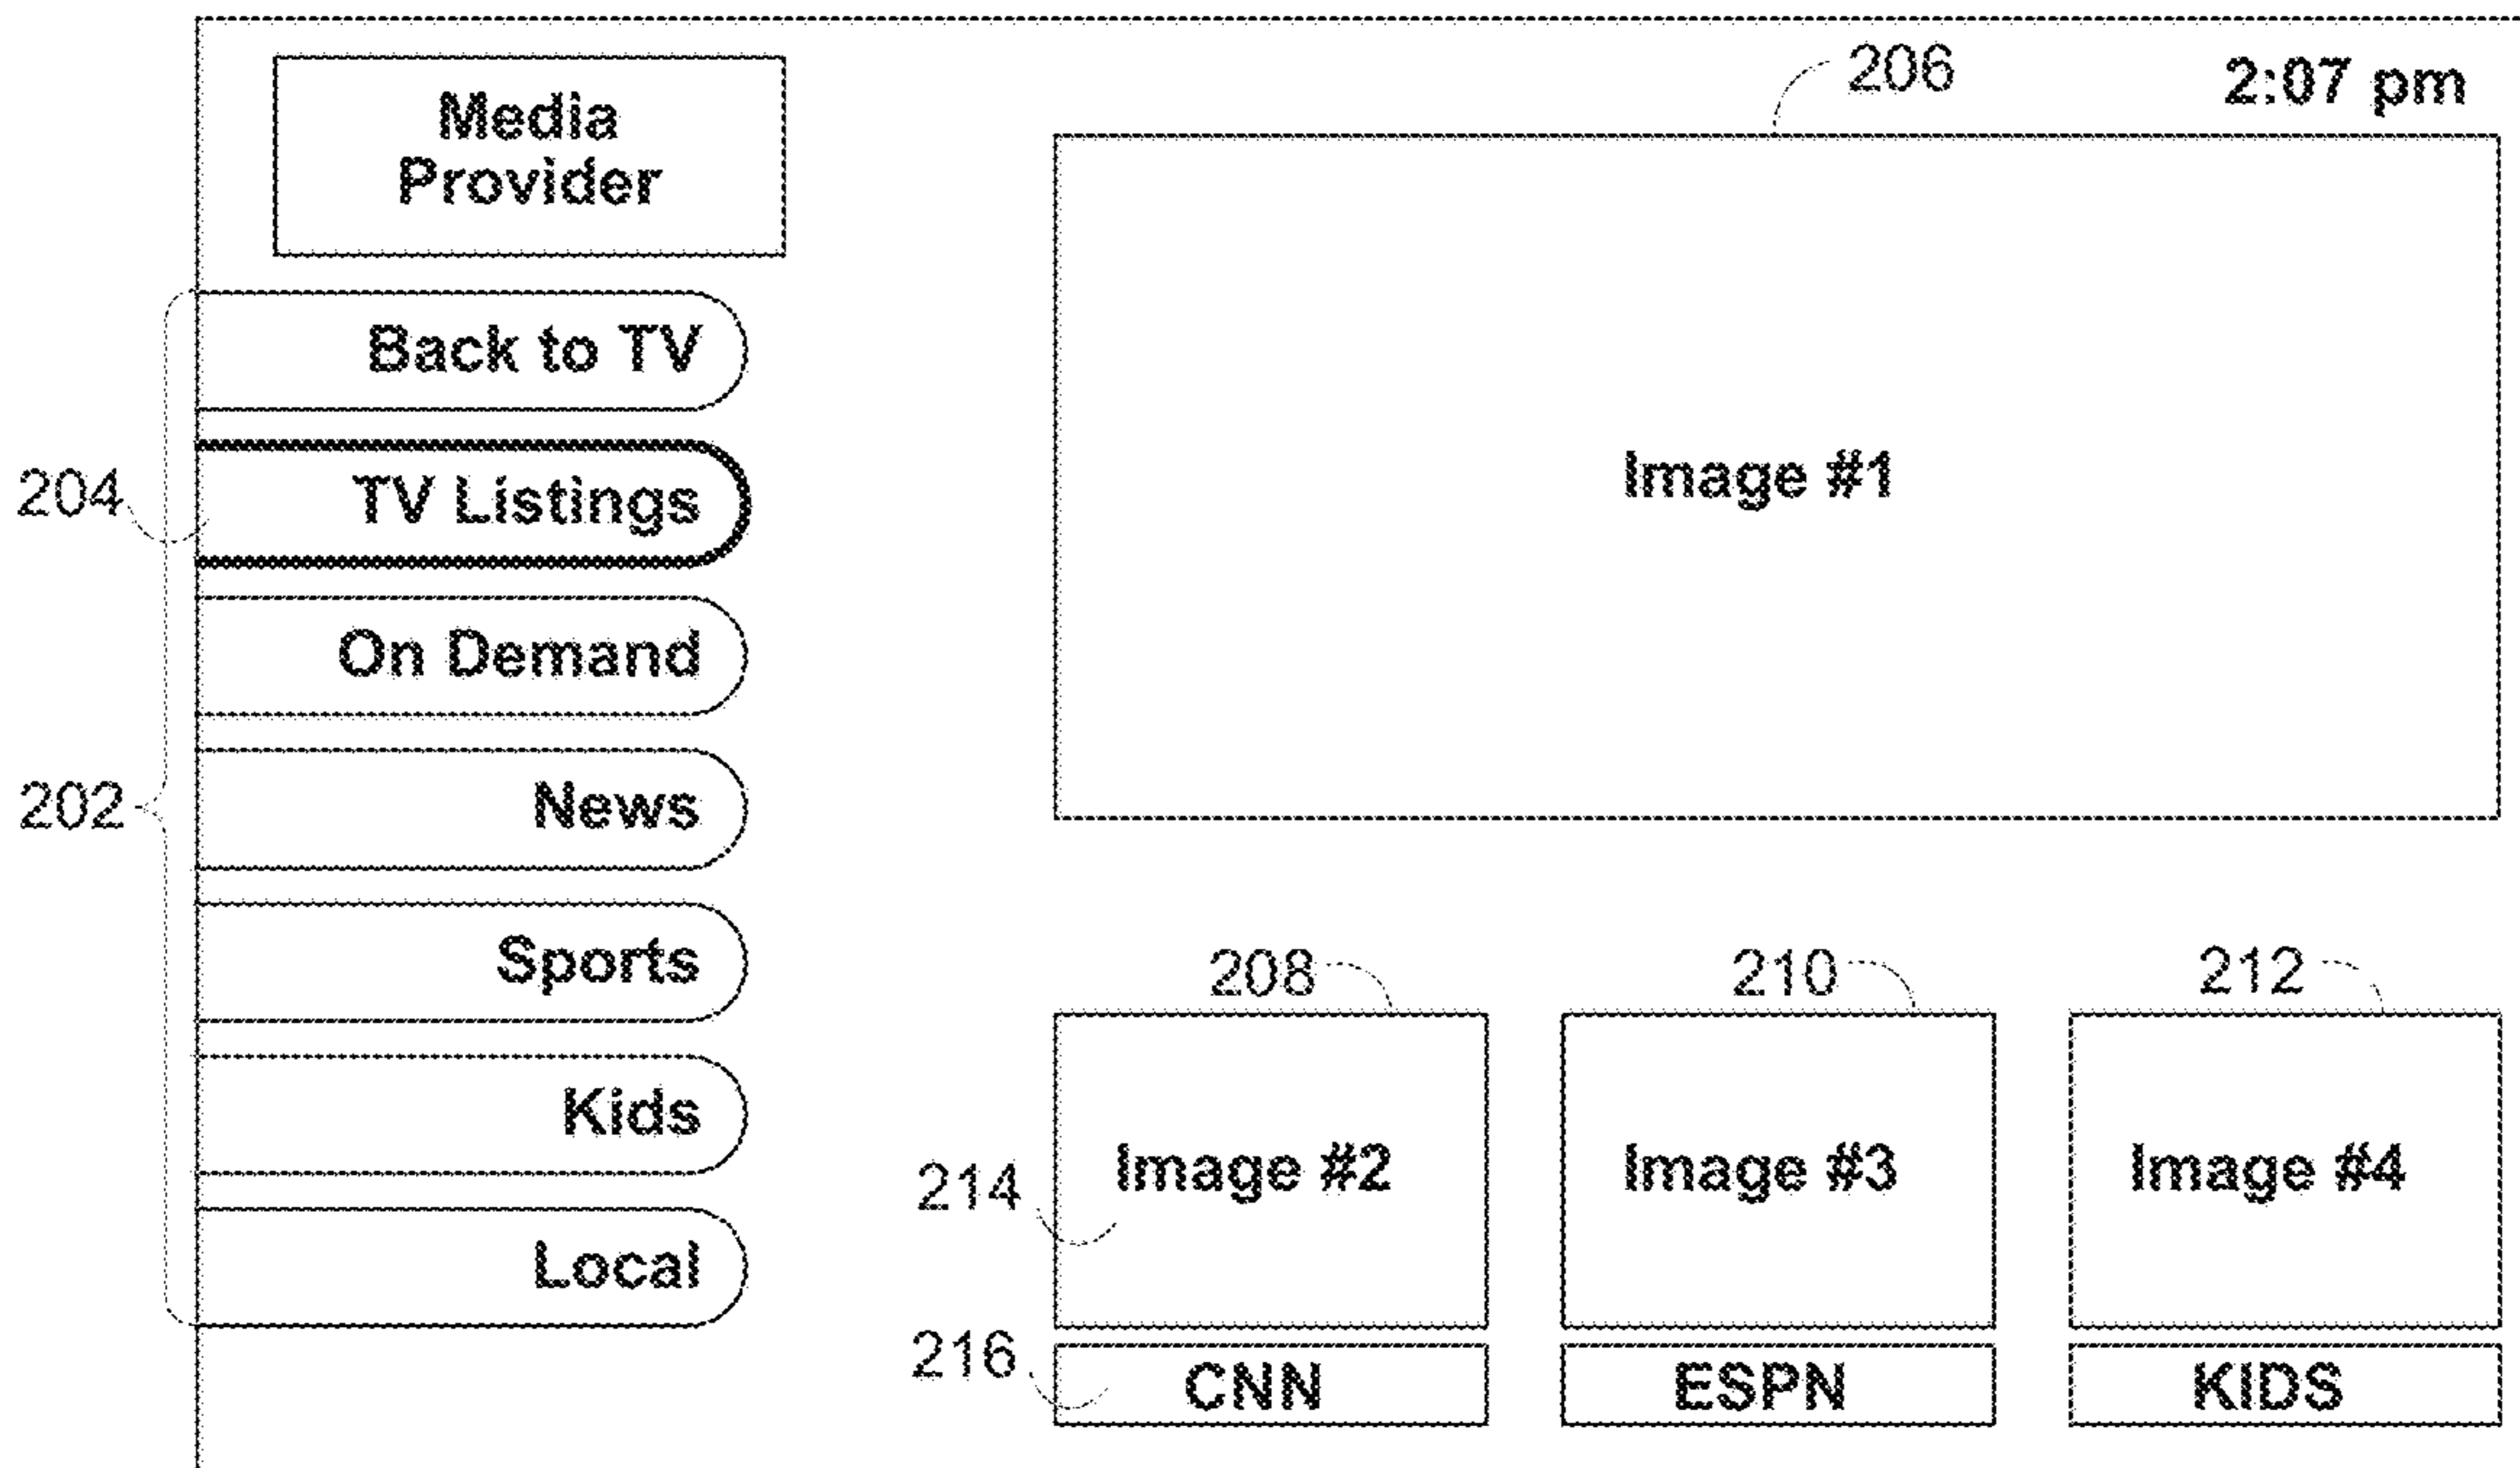 206
2:07 pm
Media
Provider
Back to TV
204
TV Listings
Image #1
On Demand
202
News
Sports
208
210
212
Kids
214
Image #2
Image #3
Image #4
Local
216
CNN
ESPN
KIDS